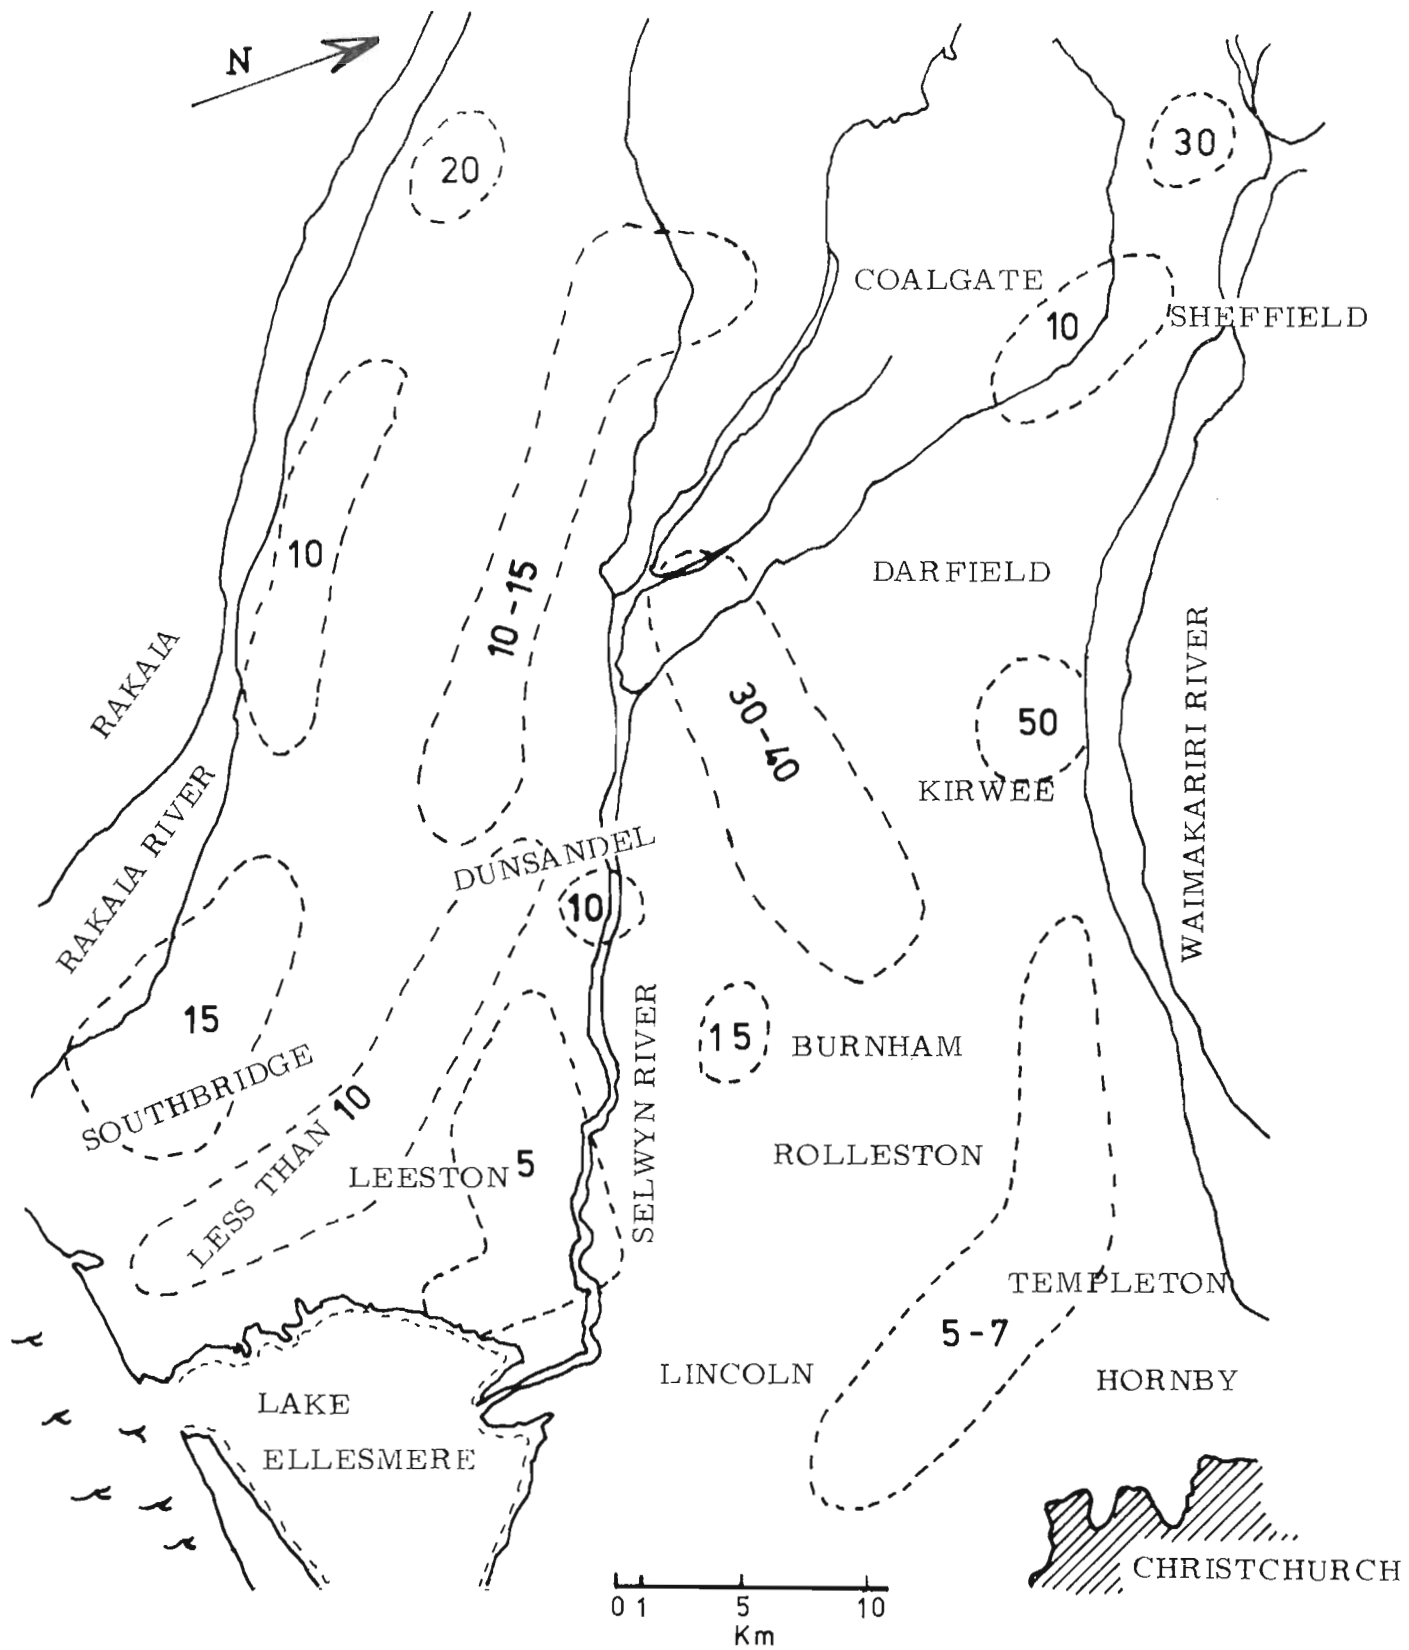 N
20
30
COALGATE
10
SHEFFIELD
10
10-15
DARFIELD
RAKAIA
30-40
50
KIRWEE
WAIMAKARIRI RIVER
RAKAIA RIVER
DUNSANDEL
10
15
15
BURNHAM
SOUTHBRIDGE
LESS THAN 10
LEESTON
5
SELWYN RIVER
ROLLESTON
TEMPLETON
5-7
LINCOLN
HORNBY
LAKE
ELLESMERE
CHRISTCHURCH
0 1 5 10
Km